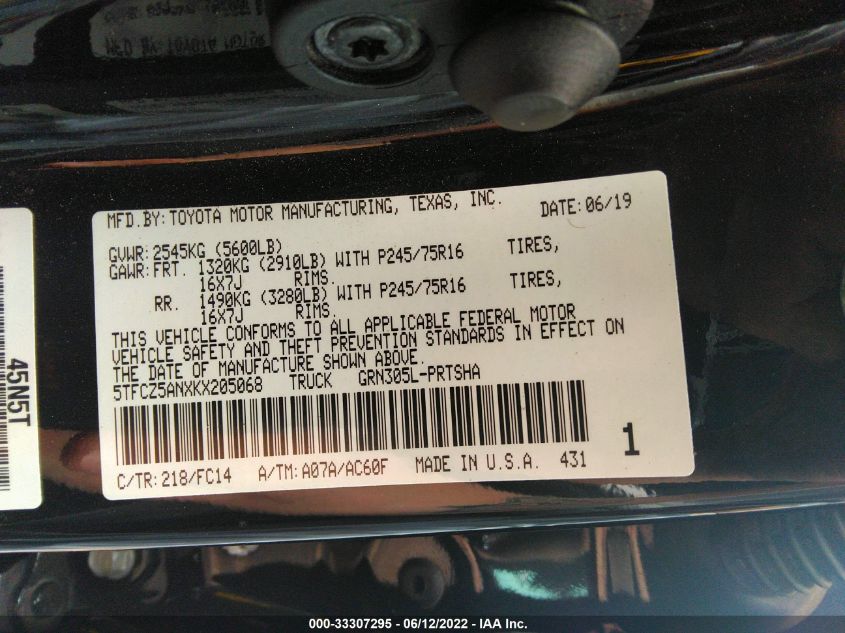 MFD.BY:TOYOTA MOTOR MANUFACTURING, TEXAS, INC. DATE:06/19
GVWR:2545KG (5600LB)
GAWR:FRT. 1320KG (2910LB) WITH P245/75R16 TIRES,
16X7J RIMS.
RR. 1490KG (3280LB) WITH P245/75R16 TIRES,
16X7J RIMS.
THIS VEHICLE CONFORMS TO ALL APPLICABLE FEDERAL MOTOR
VEHICLE SAFETY AND THEFT PREVENTION STANDARDS IN EFFECT ON
THE DATE OF MANUFACTURE SHOWN ABOVE.
5TFCZ5ANXKX205068 TRUCK GRN305L-PRTSHA
1
C/TR:218/FC14 A/TM:A07A/AC60F MADE IN U.S.A. 431
45N5T
000-33307295 - 06/12/2022 - IAA Inc.